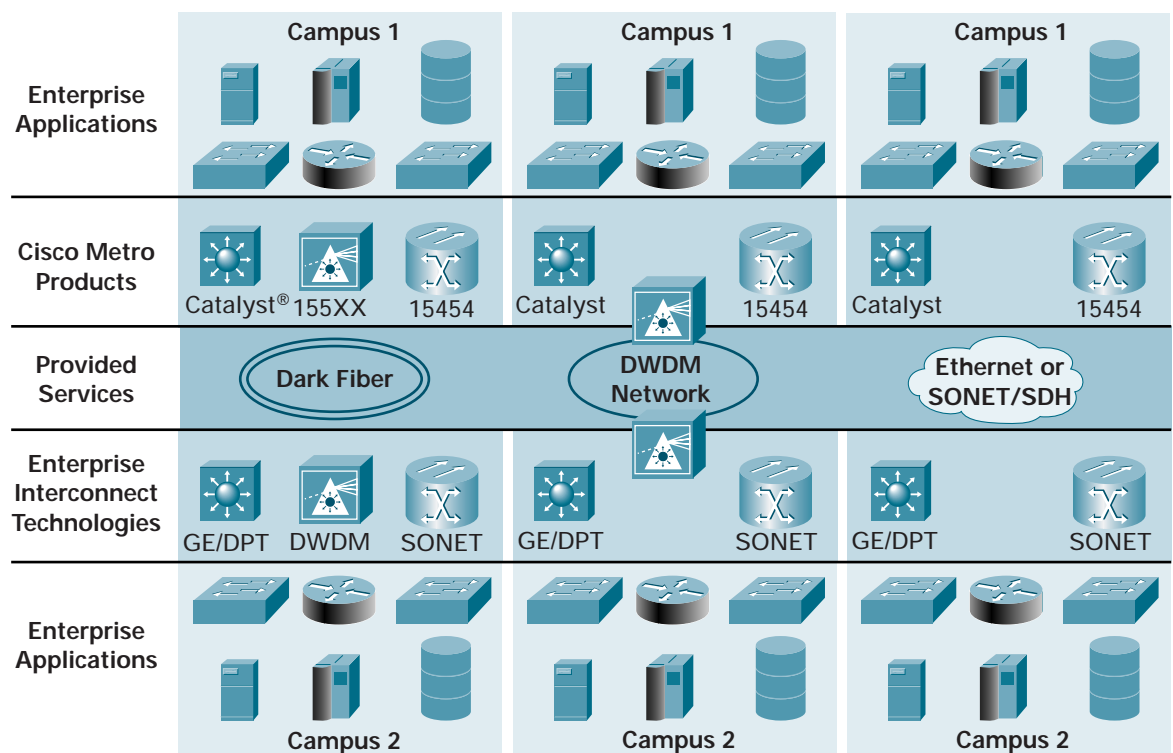 Campus 1
Campus 1
Campus 1
Enterprise
Applications
Cisco Metro
Products
Catalyst® 155XX 15454
Catalyst 15454
Catalyst 15454
Provided
Services
Dark Fiber
DWDM
Network
Ethernet or
SONET/SDH
Enterprise
Interconnect
Technologies
GE/DPT DWDM SONET
GE/DPT SONET
GE/DPT SONET
Enterprise
Applications
Campus 2
Campus 2
Campus 2